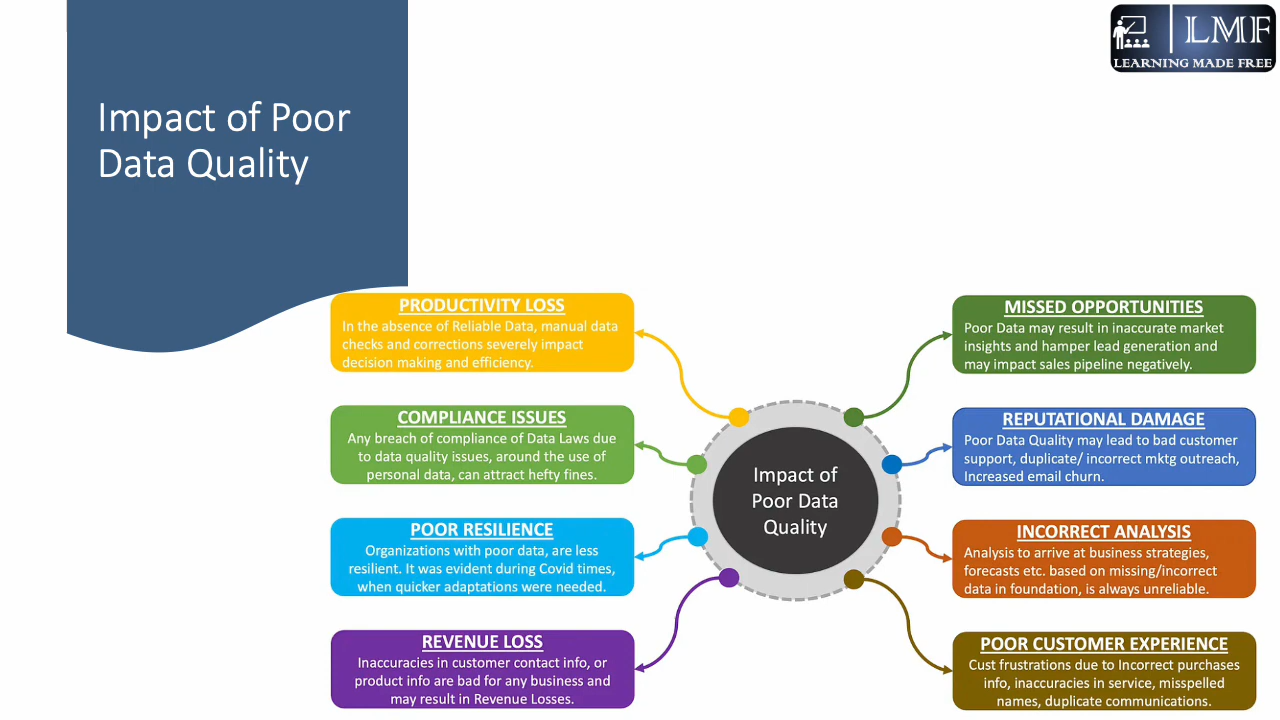 LMF
LEARNING MADE FREE
Impact of Poor
Data Quality
PRODUCTIVITY LOSS
In the absence of Reliable Data, manual data
checks and corrections severely impact
decision making and efficiency.
COMPLIANCE ISSUES
Any breach of compliance of Data Laws due
to data quality issues, around the use of
personal data, can attract hefty fines.
POOR RESILIENCE
Organizations with poor data, are less
resilient. It was evident during Covid times,
when quicker adaptations were needed.
REVENUE LOSS
Inaccuracies in customer contact info, or
product info are bad for any business and
may result in Revenue Losses.
Impact of
Poor Data
Quality
MISSED OPPORTUNITIES
Poor Data may result in inaccurate market
insights and hamper lead generation and
may impact sales pipeline negatively.
REPUTATIONAL DAMAGE
Poor Data Quality may lead to bad customer
support, duplicate/ incorrect mktg outreach,
Increased email churn.
INCORRECT ANALYSIS
Analysis to arrive at business strategies,
forecasts etc. based on missing/incorrect
data in foundation, is always unreliable.
POOR CUSTOMER EXPERIENCE
Cust frustrations due to Incorrect purchases
info, inaccuracies in service, misspelled
names, duplicate communications.